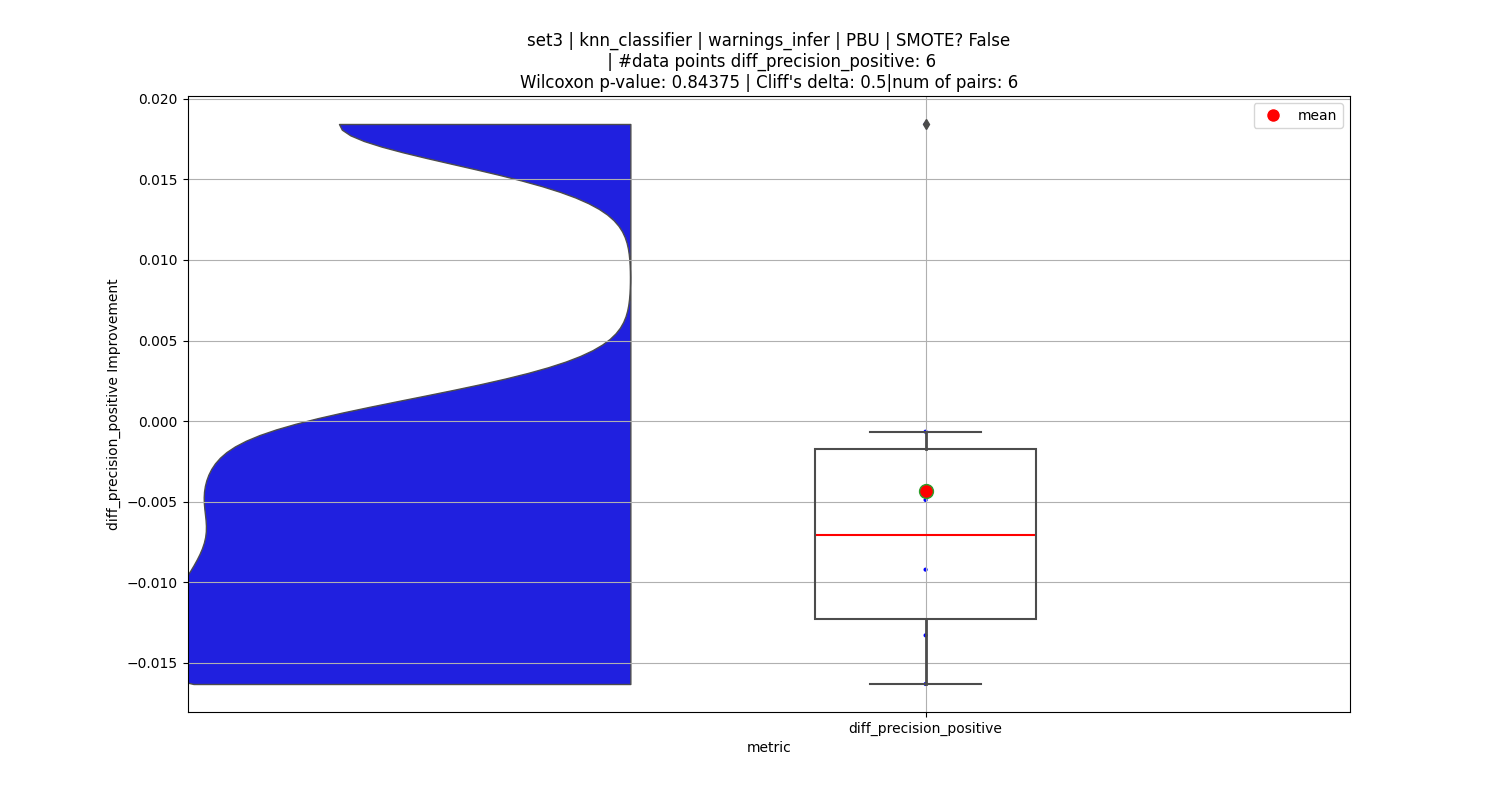 set3 | knn_classifier | warnings_infer | PBU | SMOTE? False
| #data points diff_precision_positive: 6
Wilcoxon p-value: 0.84375 | Cliff's delta: 0.5|num of pairs: 6
mean
0.020
0.015
0.010
0.005
0.000
−0.005
−0.010
−0.015
diff_precision_positive Improvement
diff_precision_positive
metric